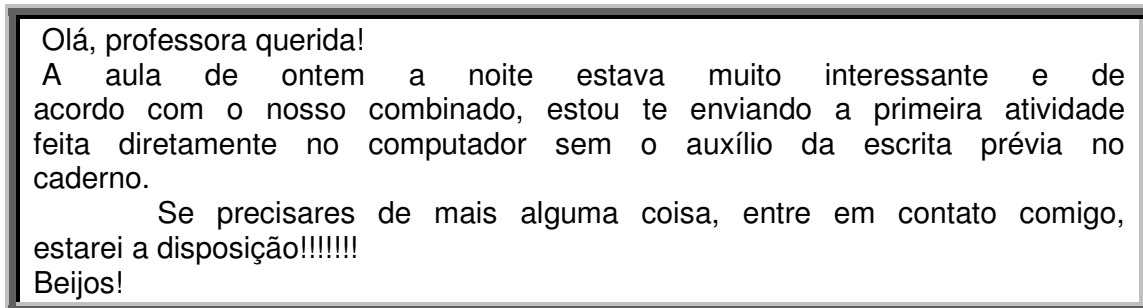 Olá, professora querida!
A aula de ontem a noite estava muito interessante e de
acordo com o nosso combinado, estou te enviando a primeira atividade
feita diretamente no computador sem o auxílio da escrita prévia no
caderno.
Se precisares de mais alguma coisa, entre em contato comigo,
estarei a disposição!!!!!!!
Beijos!